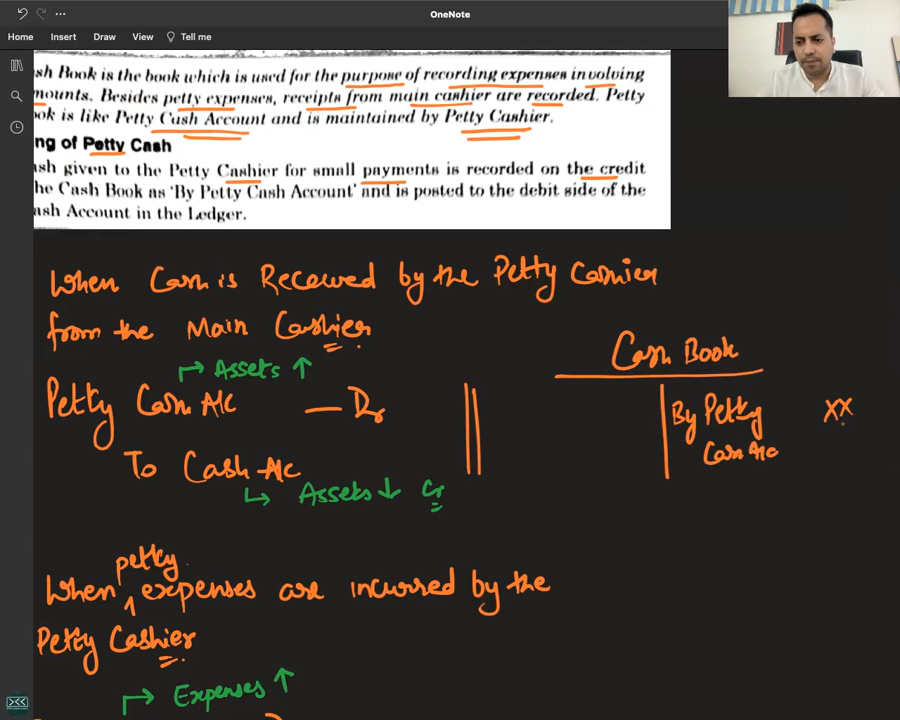 OneNote
Home Insert Draw View Tell me
sh Book is the book which is used for the purpose of recording expenses involving
mounts. Besides petty expenses, receipts from main cashier are recorded. Petty
ok is like Petty Cash Account and is maintained by Petty Cashier.
ng of Petty Cash
sh given to the Petty Cashier for small payments is recorded on the credit
he Cash Book as 'By Petty Cash Account' and is posted to the debit side of the
ash Account in the Ledger.
When Cash is Received by the Petty Cashier
from the Main Cashier
Cash Book
↱ Assets ↑
Petty Cash A/c — Dr
By Petty XX
Cash A/c
To Cash A/c
↳ Assets ↓ Cr
petty
When ∧ expenses are incurred by the
Petty Cashier
↱ Expenses ↑